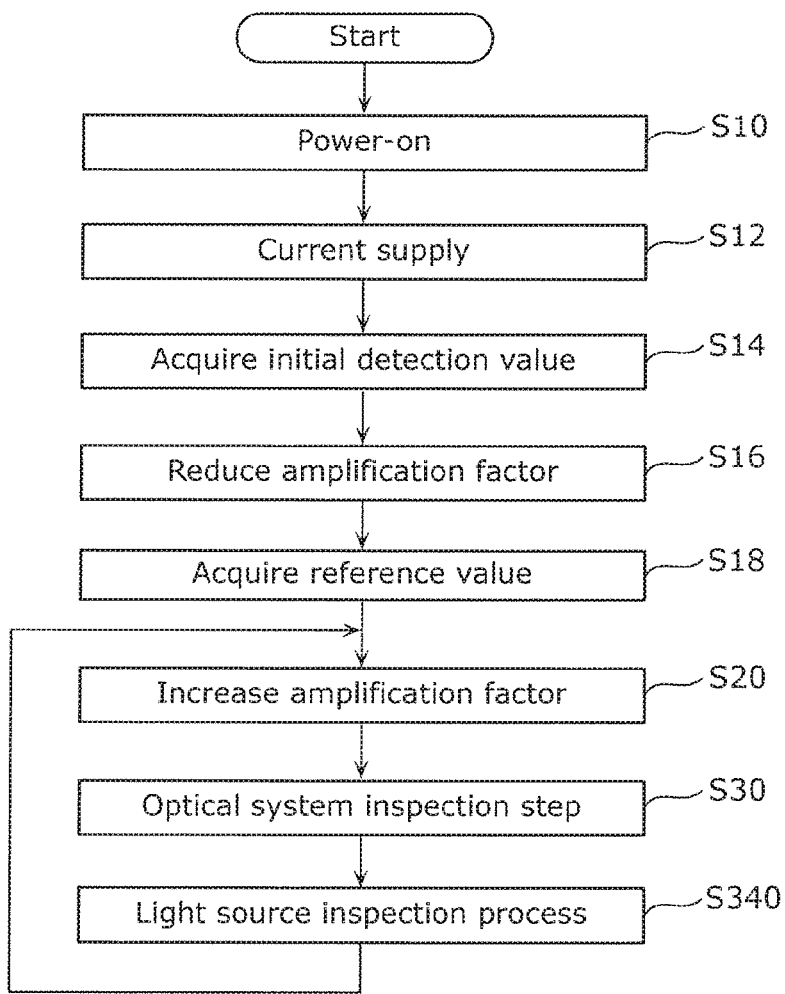 Start
Power-on
S10
Current supply
S12
Acquire initial detection value
S14
Reduce amplification factor
S16
Acquire reference value
S18
Increase amplification factor
S20
Optical system inspection step
S30
Light source inspection process
S340